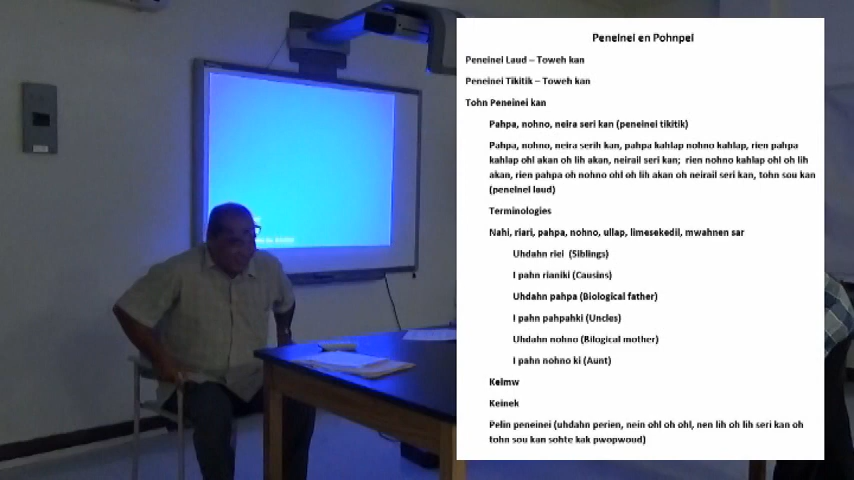 Peneinei en Pohnpei
Peneinei Laud – Toweh kan
Peneinei Tikitik – Toweh kan
Tohn Peneinei kan
Pahpa, nohno, neira seri kan (peneinei tikitik)
Pahpa, nohno, neira serih kan, pahpa kahlap nohno kahlap, rien pahpa
kahlap ohl akan oh lih akan, neirail seri kan; rien nohno kahlap ohl oh lih
akan, rien pahpa oh nohno ohl oh lih akan oh neirail seri kan, tohn sou kan
(peneinei laud)
Terminologies
Nahi, riari, pahpa, nohno, ullap, limesekedil, mwahnen sar
Uhdahn riei (Siblings)
I pahn rianiki (Causins)
Uhdahn pahpa (Biological father)
I pahn pahpahki (Uncles)
Uhdahn nohno (Bilogical mother)
I pahn nohno ki (Aunt)
Keimw
Keinek
Pelin peneinei (uhdahn perien, nein ohl oh ohl, nen lih oh lih seri kan oh
tohn sou kan sohte kak pwopwoud)